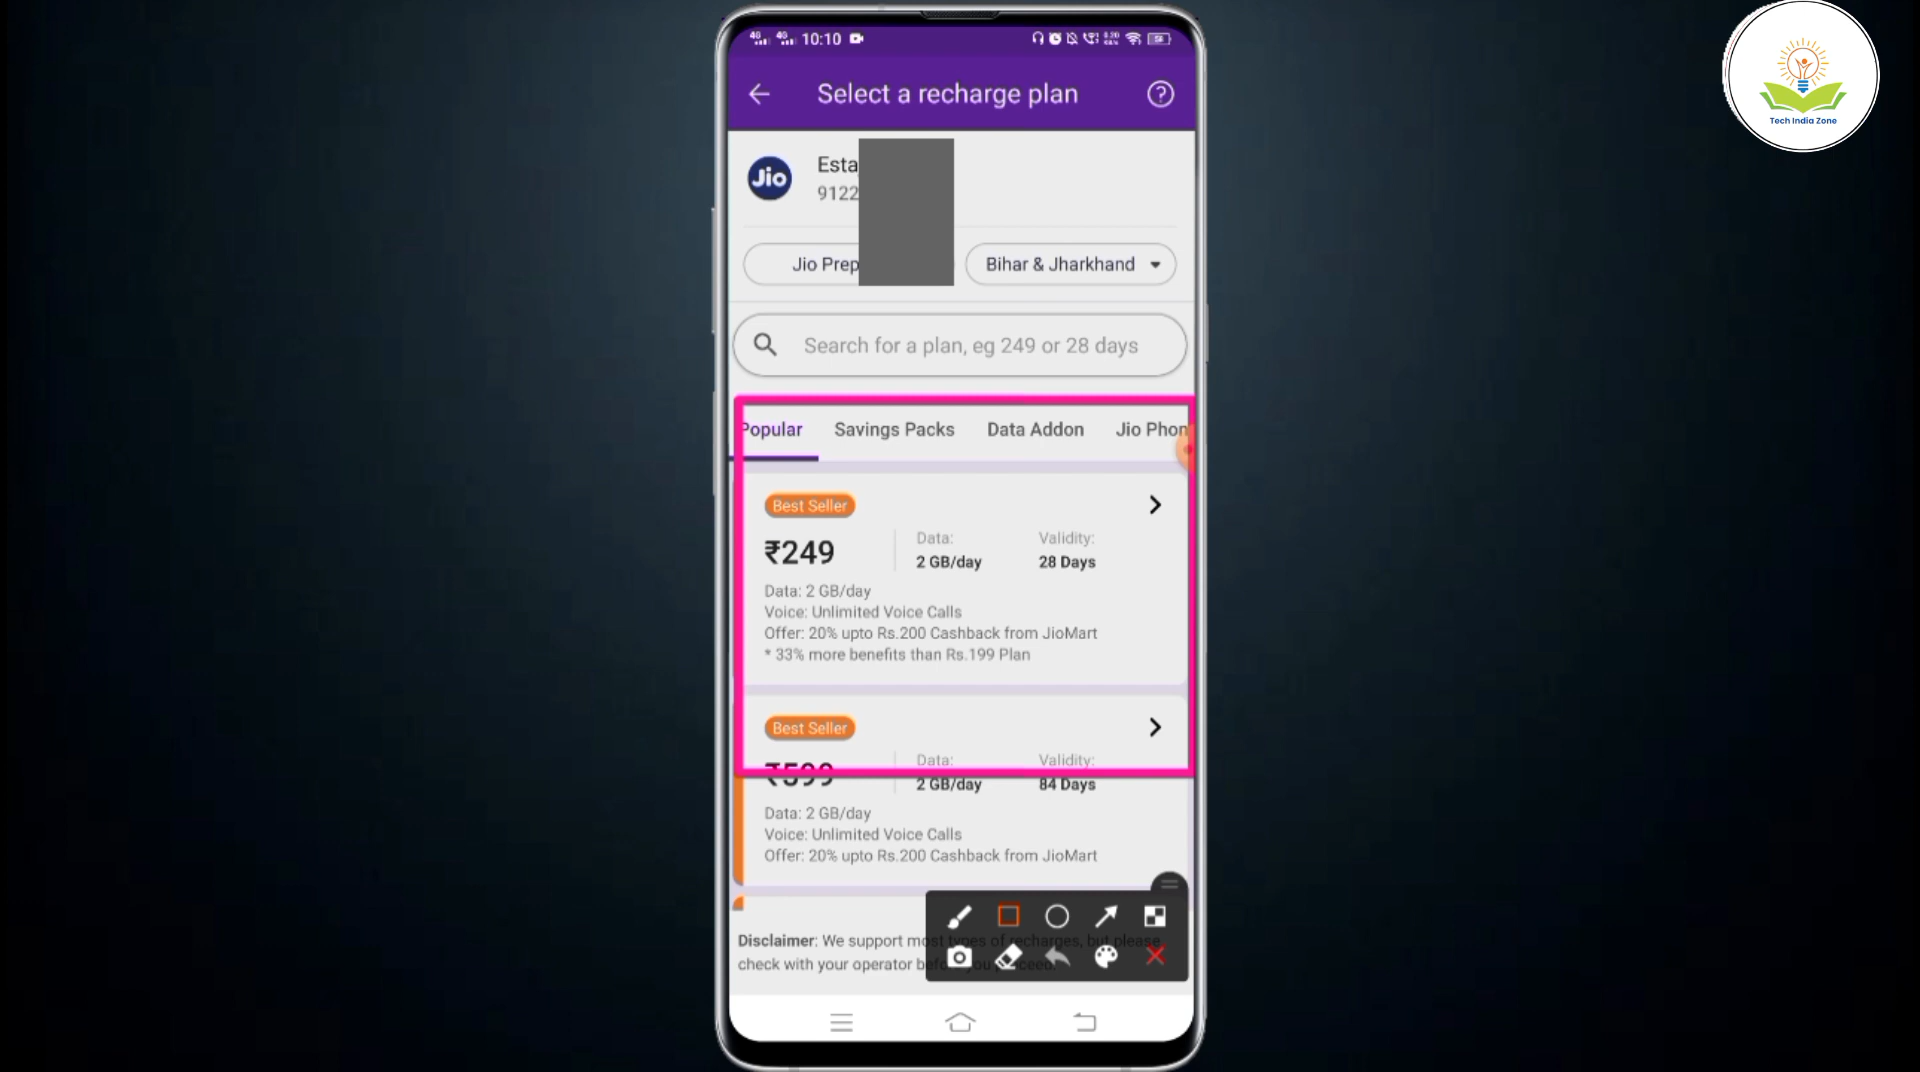 4G 4G 10:10
Select a recharge plan
Tech India Zone
Jio
Esta
9122
Jio Prep
Bihar & Jharkhand
Search for a plan, eg 249 or 28 days
Popular Savings Packs Data Addon Jio Phon
Best Seller
₹249
Data: Validity:
2 GB/day 28 Days
Data: 2 GB/day
Voice: Unlimited Voice Calls
Offer: 20% upto Rs.200 Cashback from JioMart
* 33% more benefits than Rs.199 Plan
Best Seller
₹599
Data: Validity:
2 GB/day 84 Days
Data: 2 GB/day
Voice: Unlimited Voice Calls
Offer: 20% upto Rs.200 Cashback from JioMart
Disclaimer: We support most types of recharges, but please
check with your operator before you proceed.